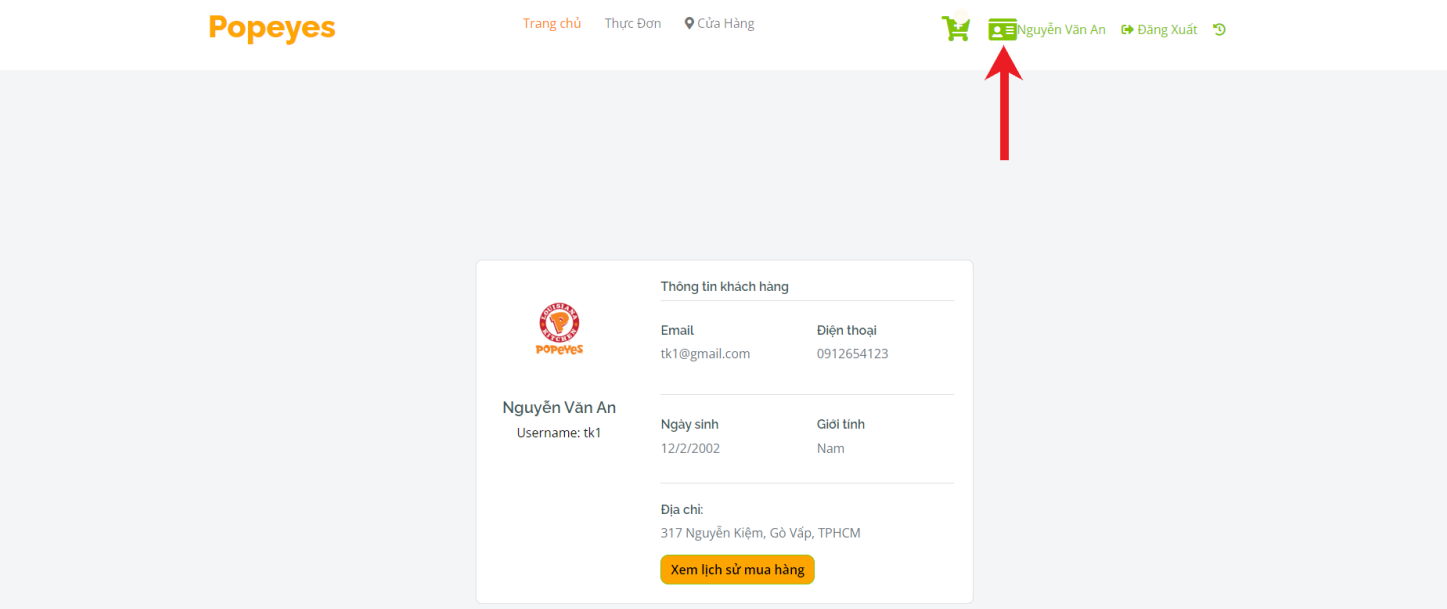 Popeyes
Trang chủ Thực Đơn Cửa Hàng
Nguyễn Văn An Đăng Xuất
Thông tin khách hàng
LOUISIANA
KITCHEN
POPEYES
Email Điện thoại
tk1@gmail.com 0912654123
Nguyễn Văn An
Username: tk1
Ngày sinh Giới tính
12/2/2002 Nam
Địa chỉ:
317 Nguyễn Kiệm, Gò Vấp, TPHCM
Xem lịch sử mua hàng